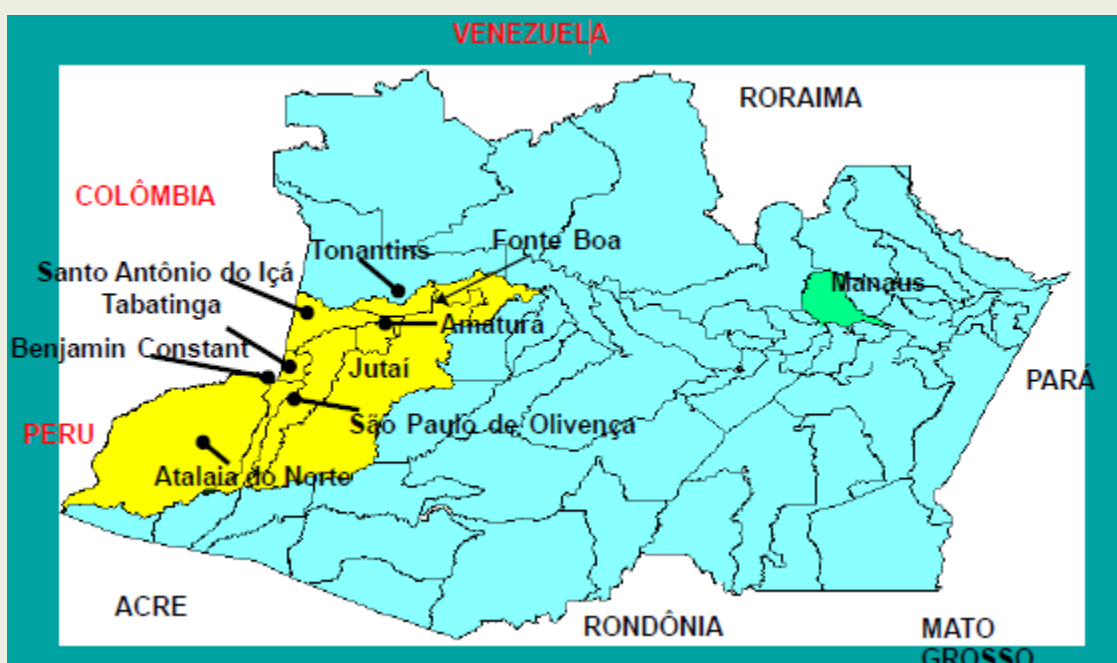 VENEZUELA
RORAIMA
COLÔMBIA
Tonantins
Fonte Boa
Santo Antônio do Içá
Manaus
Tabatinga
Amaturá
Benjamin Constant
Jutaí
PARÁ
PERU
São Paulo de Olivença
Atalaia do Norte
ACRE
RONDÔNIA
MATO
GROSSO